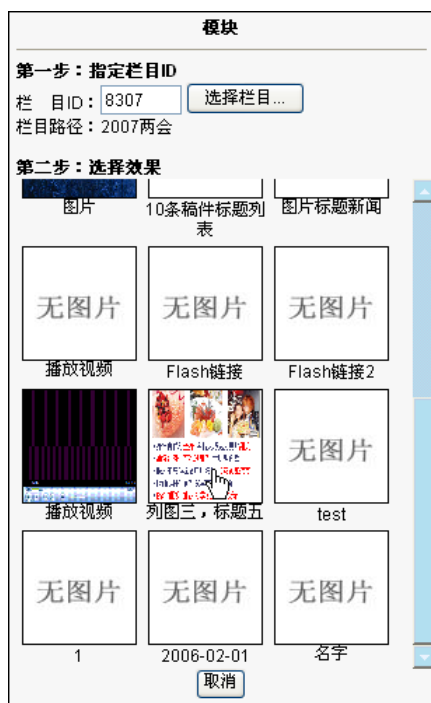 模块
第一步：指定栏目ID
栏 目ID： 8307 选择栏目...
栏目路径：2007两会
第二步：选择效果
图片 10条稿件标题列表 图片标题新闻
无图片 无图片 无图片
播放视频 Flash链接 Flash链接2
无图片
播放视频 列图三，标题五 test
无图片 无图片 无图片
1 2006-02-01 名字
取消